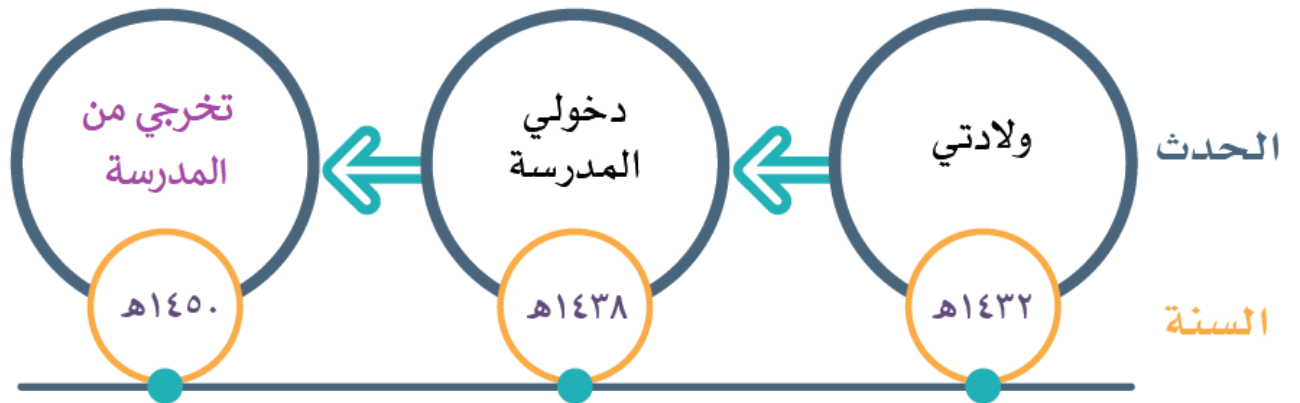 الحدث
ولادتي
دخولي
المدرسة
تخرجي من
المدرسة
السنة
١٤٣٢هـ
١٤٣٨هـ
١٤٥٠هـ